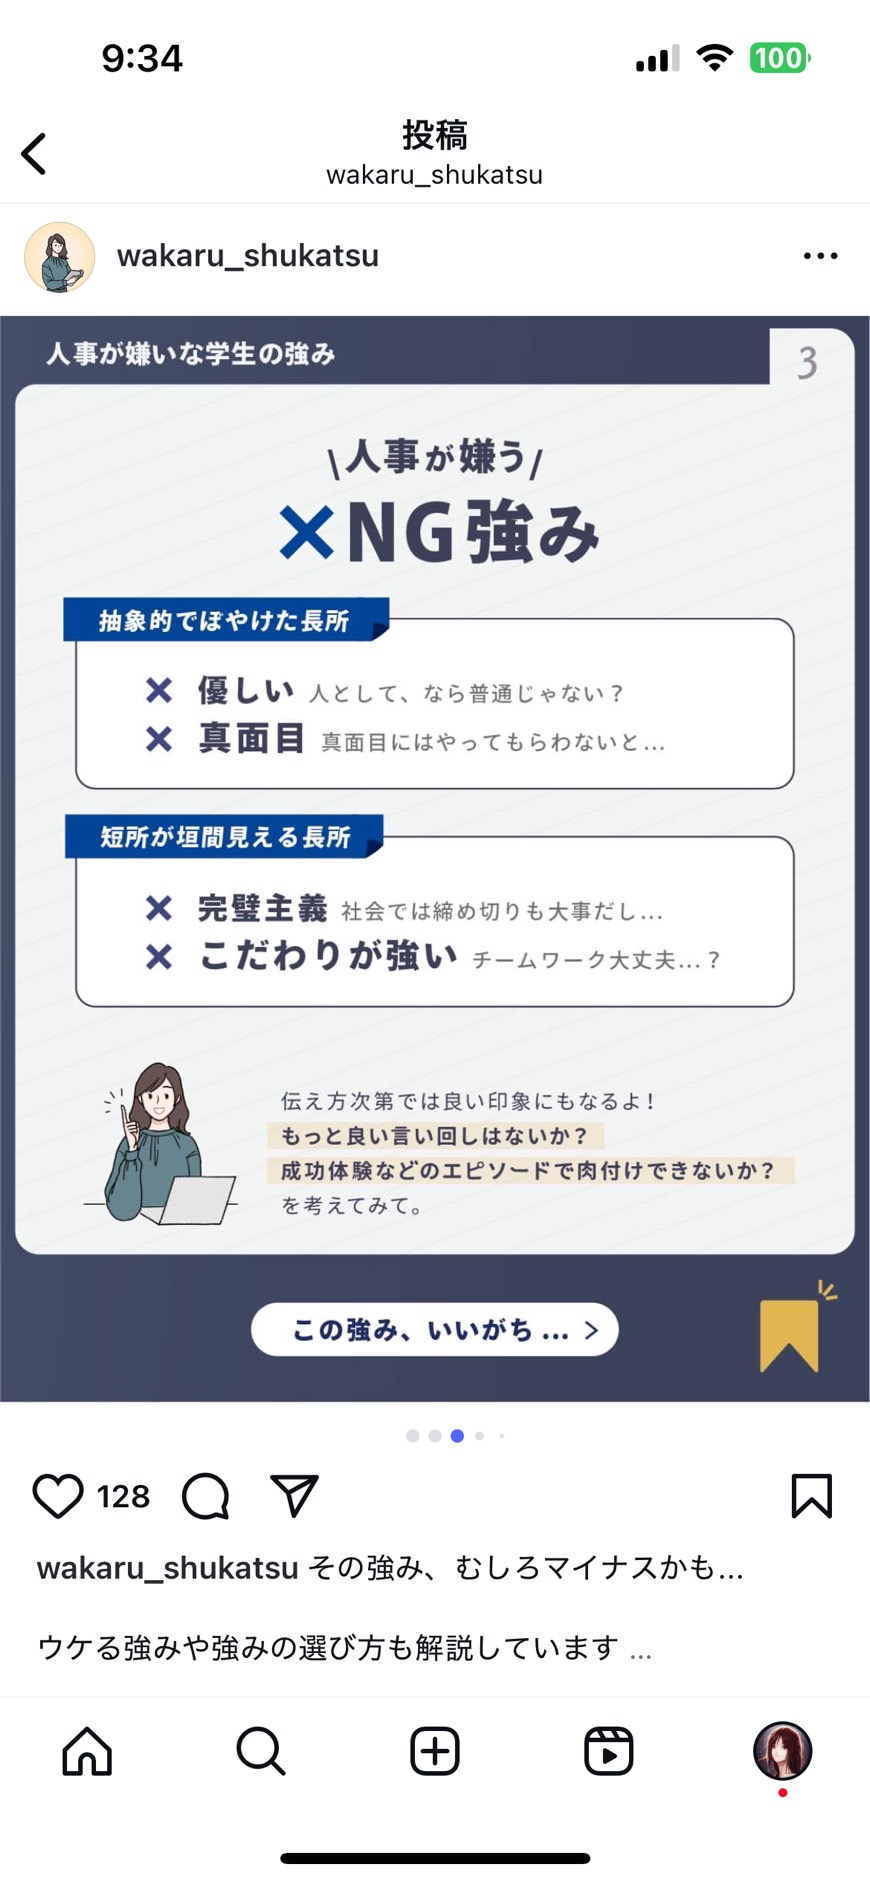 9:34
100
投稿
wakaru_shukatsu
wakaru_shukatsu
人事が嫌いな学生の強み
3
\人事が嫌う/
×NG強み
抽象的でぼやけた長所
× 優しい 人として、なら普通じゃない？
× 真面目 真面目にはやってもらわないと...
短所が垣間見える長所
× 完璧主義 社会では締め切りも大事だし...
× こだわりが強い チームワーク大丈夫...？
伝え方次第では良い印象にもなるよ！
もっと良い言い回しはないか？
成功体験などのエピソードで肉付けできないか？
を考えてみて。
この強み、いいがち ... >
128
wakaru_shukatsu その強み、むしろマイナスかも...
ウケる強みや強みの選び方も解説しています ...